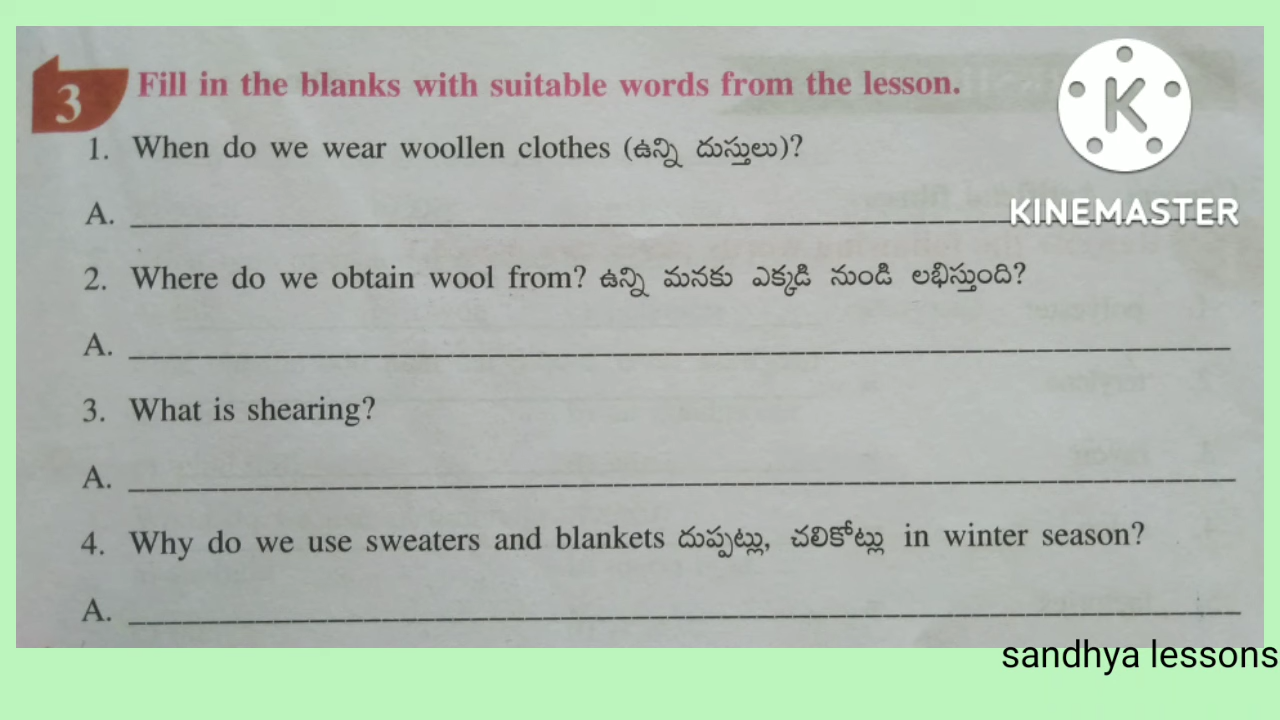 3 Fill in the blanks with suitable words from the lesson.
1. When do we wear woollen clothes (ఉన్ని దుస్తులు)?
A.
KINEMASTER
2. Where do we obtain wool from? ఉన్ని మనకు ఎక్కడి నుండి లభిస్తుంది?
A.
3. What is shearing?
A.
4. Why do we use sweaters and blankets దుప్పట్లు, చలికోట్లు in winter season?
A.
sandhya lessons